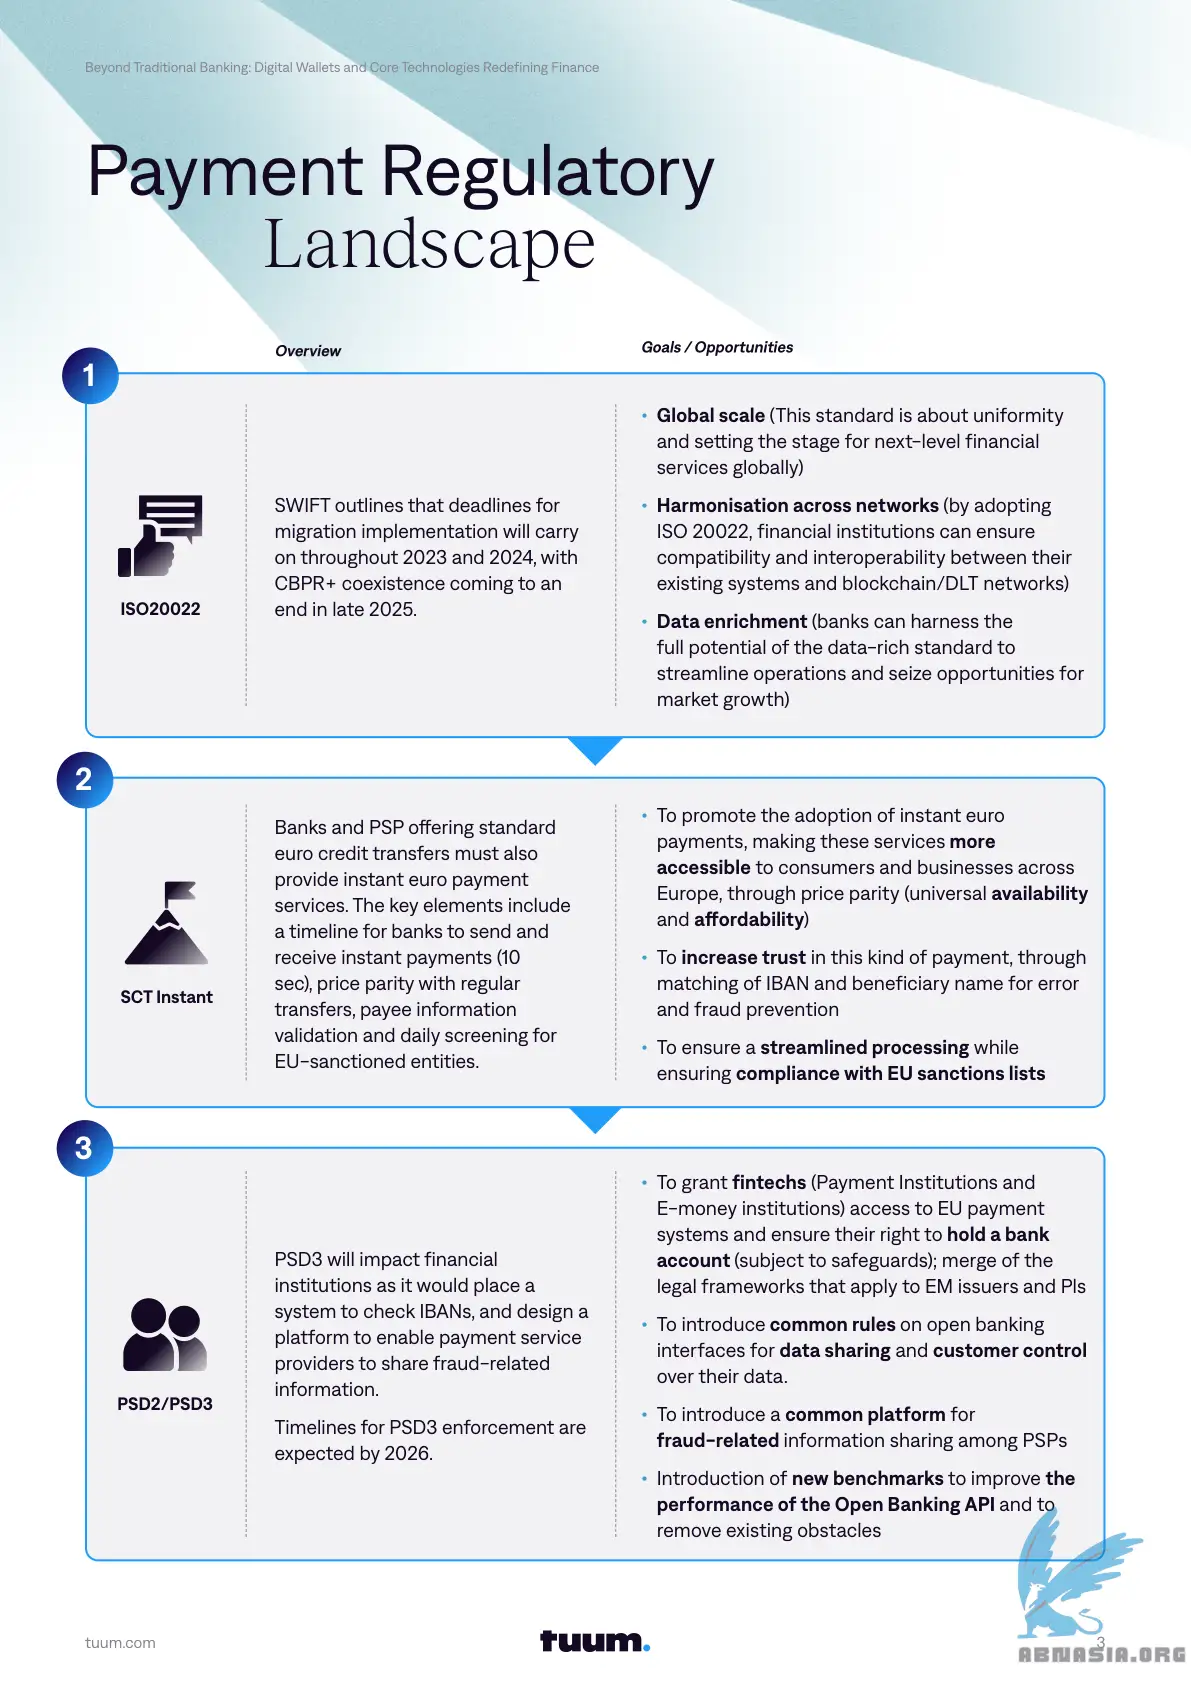 Beyond Traditional Banking: Digital Wallets and Core Technologies Redefining Finance
Payment Regulatory
Landscape
Overview
Goals / Opportunities
1
ISO20022
SWIFT outlines that deadlines for
migration implementation will carry
on throughout 2023 and 2024, with
CBPR+ coexistence coming to an
end in late 2025.
• Global scale (This standard is about uniformity
and setting the stage for next-level financial
services globally)
• Harmonisation across networks (by adopting
ISO 20022, financial institutions can ensure
compatibility and interoperability between their
existing systems and blockchain/DLT networks)
• Data enrichment (banks can harness the
full potential of the data-rich standard to
streamline operations and seize opportunities for
market growth)
2
SCT Instant
Banks and PSP offering standard
euro credit transfers must also
provide instant euro payment
services. The key elements include
a timeline for banks to send and
receive instant payments (10
sec), price parity with regular
transfers, payee information
validation and daily screening for
EU-sanctioned entities.
• To promote the adoption of instant euro
payments, making these services more
accessible to consumers and businesses across
Europe, through price parity (universal availability
and affordability)
• To increase trust in this kind of payment, through
matching of IBAN and beneficiary name for error
and fraud prevention
• To ensure a streamlined processing while
ensuring compliance with EU sanctions lists
3
PSD2/PSD3
PSD3 will impact financial
institutions as it would place a
system to check IBANs, and design a
platform to enable payment service
providers to share fraud-related
information.
Timelines for PSD3 enforcement are
expected by 2026.
• To grant fintechs (Payment Institutions and
E-money institutions) access to EU payment
systems and ensure their right to hold a bank
account (subject to safeguards); merge of the
legal frameworks that apply to EM issuers and PIs
• To introduce common rules on open banking
interfaces for data sharing and customer control
over their data.
• To introduce a common platform for
fraud-related information sharing among PSPs
• Introduction of new benchmarks to improve the
performance of the Open Banking API and to
remove existing obstacles
tuum.com
tuum.
3
ABNASIA.ORG